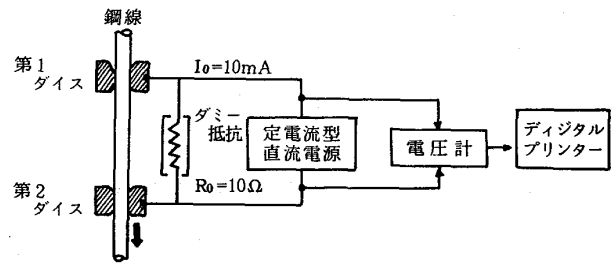 鋼線
第1
ダイス
I₀=10mA
ダミー
抵抗
定電流型
直流電源
電圧計
ディジタル
プリンター
第2
ダイス
R₀=10Ω